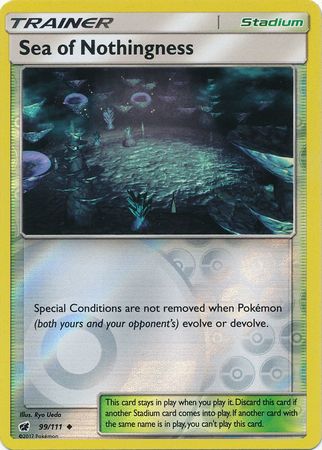 TRAINER Stadium
Sea of Nothingness
Special Conditions are not removed when Pokémon
(both yours and your opponent's) evolve or devolve.
Illus. Ryo Ueda
99/111
©2017 Pokémon
This card stays in play when you play it. Discard this card
if another Stadium card comes into play. If another card
with the same name is in play, you can't play this card.